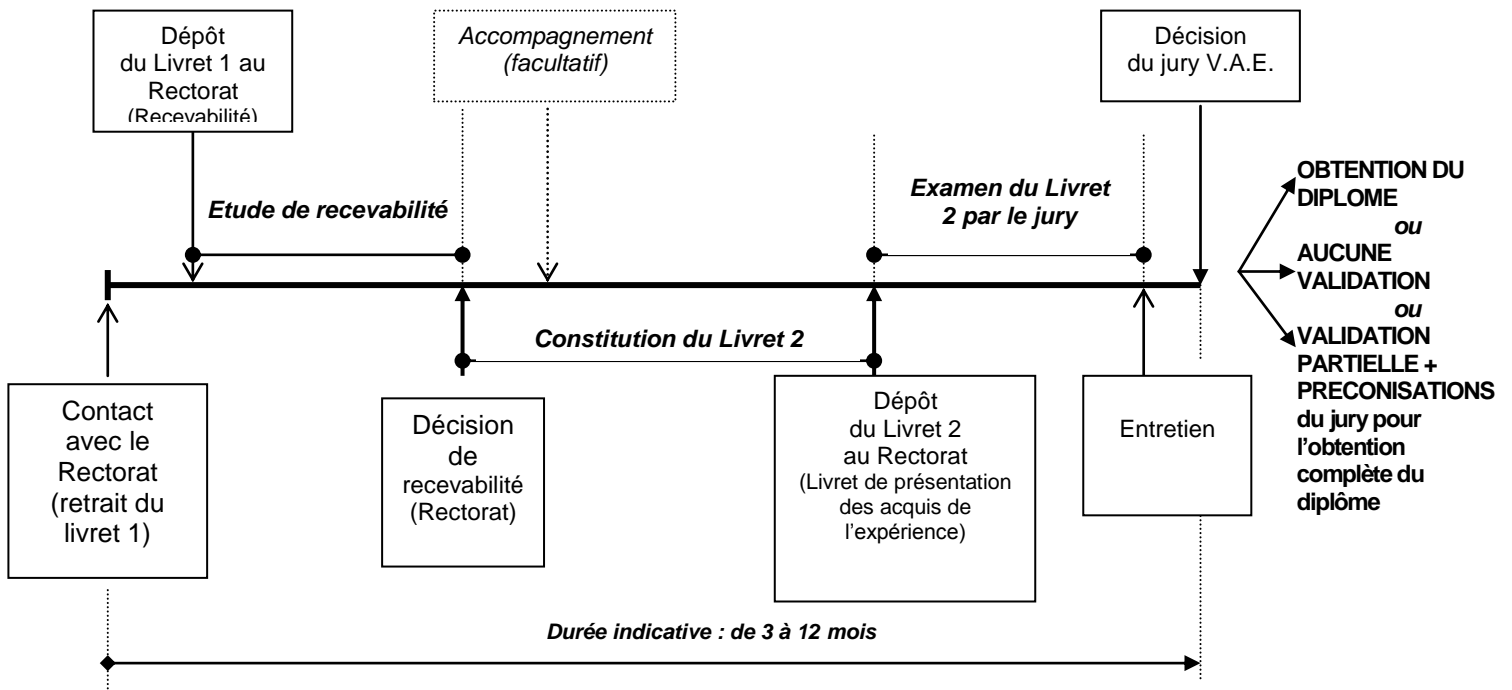 Dépôt
du Livret 1 au
Rectorat
(Recevabilité)
Accompagnement
(facultatif)
Décision
du jury V.A.E.
Etude de recevabilité
Examen du Livret
2 par le jury
OBTENTION DU
DIPLOME
ou
AUCUNE
VALIDATION
ou
VALIDATION
PARTIELLE +
PRECONISATIONS
du jury pour
l'obtention
complète du
diplôme
Constitution du Livret 2
Contact
avec le
Rectorat
(retrait du
livret 1)
Décision
de
recevabilité
(Rectorat)
Dépôt
du Livret 2
au Rectorat
(Livret de présentation
des acquis de
l'expérience)
Entretien
Durée indicative : de 3 à 12 mois